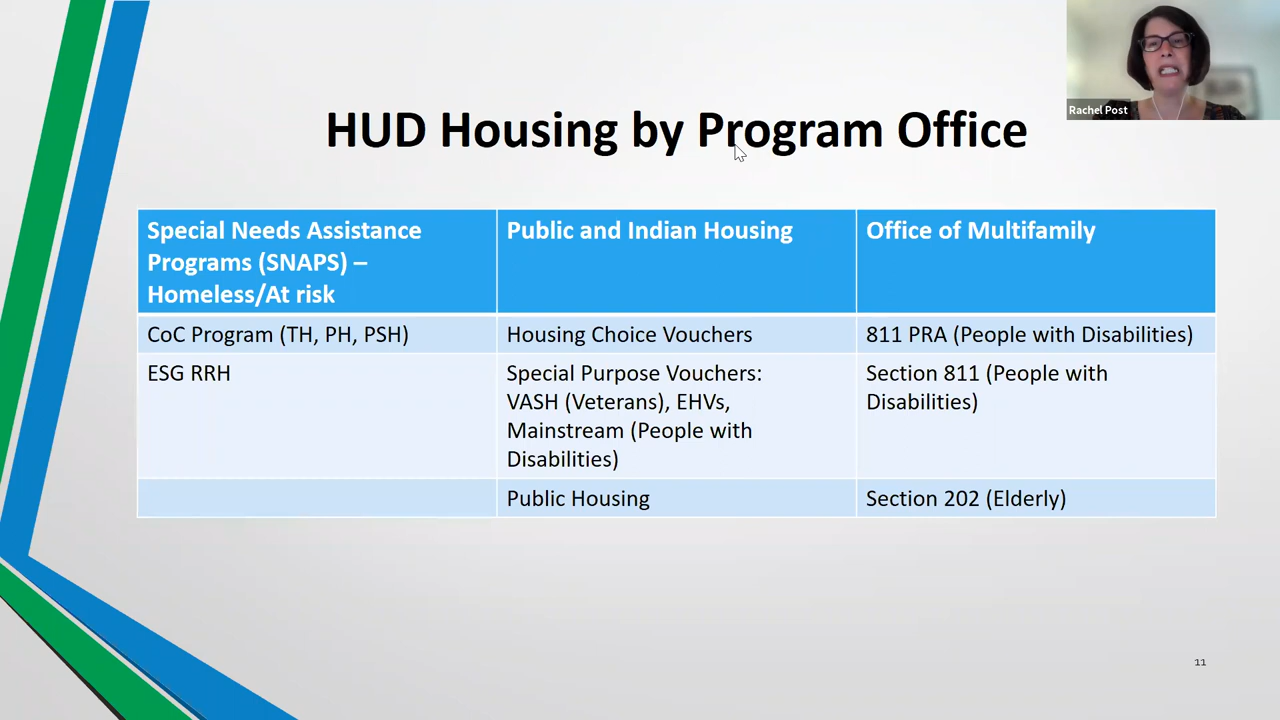 Rachel Post
HUD Housing by Program Office
Special Needs Assistance
Programs (SNAPS) –
Homeless/At risk
Public and Indian Housing
Office of Multifamily
CoC Program (TH, PH, PSH)
Housing Choice Vouchers
811 PRA (People with Disabilities)
ESG RRH
Special Purpose Vouchers:
VASH (Veterans), EHVs,
Mainstream (People with
Disabilities)
Section 811 (People with
Disabilities)
Public Housing
Section 202 (Elderly)
11